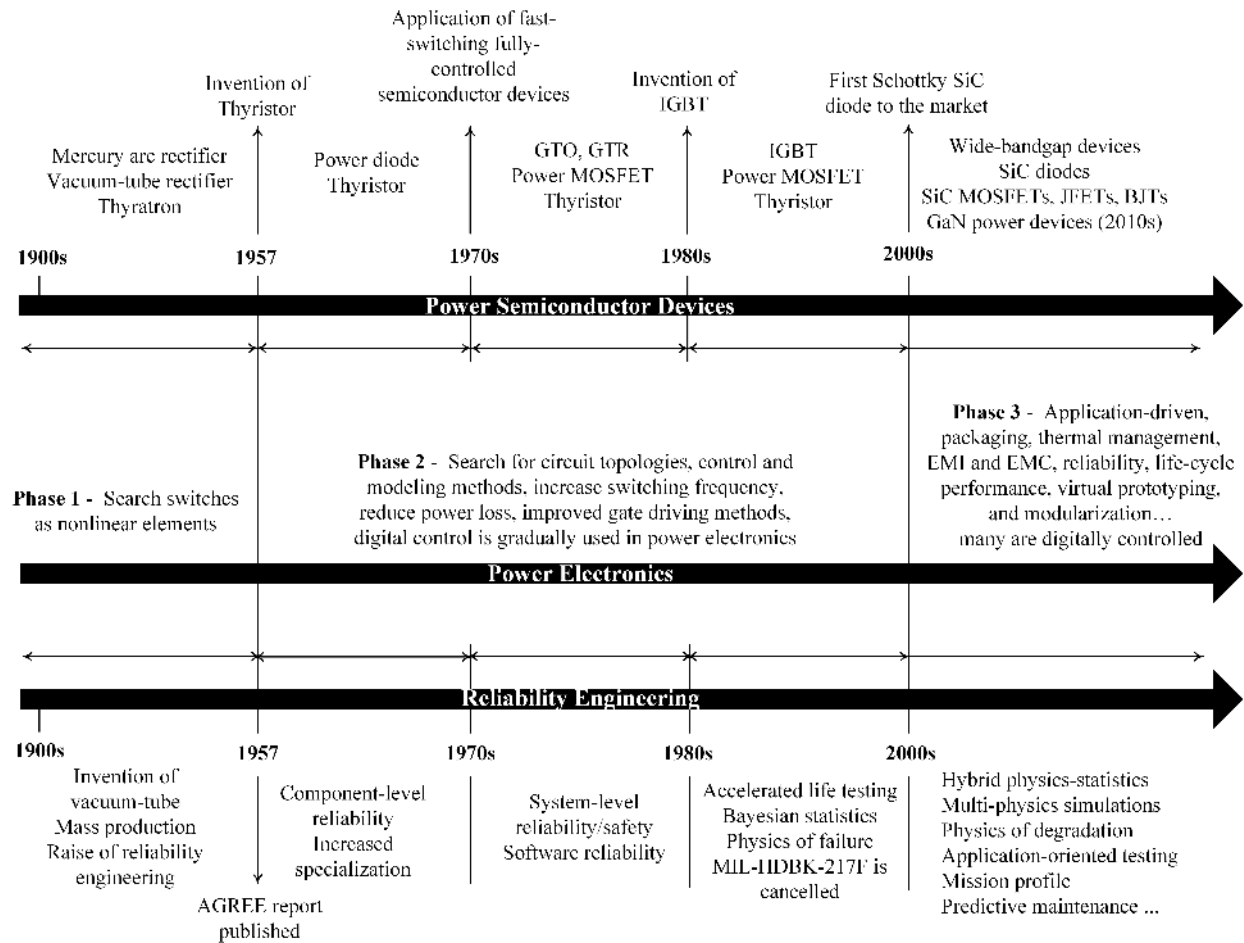 Invention of
Thyristor
Application of fast-
switching fully-
controlled
semiconductor devices
Invention of
IGBT
First Schottky SiC
diode to the market
Mercury arc rectifier
Vacuum-tube rectifier
Thyratron
Power diode
Thyristor
GTO, GTR
Power MOSFET
Thyristor
IGBT
Power MOSFET
Thyristor
Wide-bandgap devices
SiC diodes
SiC MOSFETs, JFETs, BJTs
GaN power devices (2010s)
1900s
1957
1970s
1980s
2000s
Power Semiconductor Devices
Phase 1 - Search switches
as nonlinear elements
Phase 2 - Search for circuit topologies, control and
modeling methods, increase switching frequency,
reduce power loss, improved gate driving methods,
digital control is gradually used in power electronics
Phase 3 - Application-driven,
packaging, thermal management,
EMI and EMC, reliability, life-cycle
performance, virtual prototyping,
and modularization...
many are digitally controlled
Power Electronics
Reliability Engineering
1900s
1957
1970s
1980s
2000s
Invention of
vacuum-tube
Mass production
Raise of reliability
engineering
AGREE report
published
Component-level
reliability
Increased
specialization
System-level
reliability/safety
Software reliability
Accelerated life testing
Bayesian statistics
Physics of failure
MIL-HDBK-217F is
cancelled
Hybrid physics-statistics
Multi-physics simulations
Physics of degradation
Application-oriented testing
Mission profile
Predictive maintenance ...